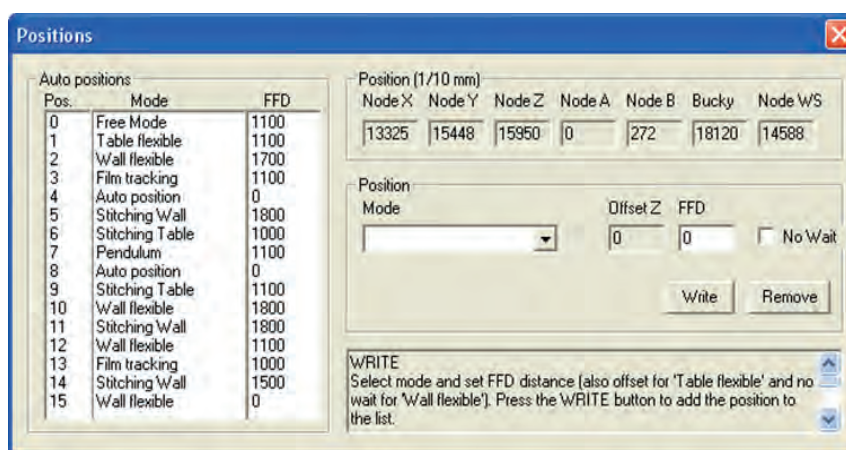 Positions
Auto positions
Pos. Mode FFD
0 Free Mode 1100
1 Table flexible 1100
2 Wall flexible 1700
3 Film tracking 1100
4 Auto position 0
5 Stitching Wall 1800
6 Stitching Table 1000
7 Pendulum 1100
8 Auto position 0
9 Stitching Table 1100
10 Wall flexible 1800
11 Stitching Wall 1800
12 Wall flexible 1100
13 Film tracking 1000
14 Stitching Wall 1500
15 Wall flexible 0
Position (1/10 mm)
Node X Node Y Node Z Node A Node B Bucky Node WS
13325 15448 15950 0 272 18120 14588
Position
Mode Offset Z FFD
0 0 No Wait
Write Remove
WRITE
Select mode and set FFD distance (also offset for 'Table flexible' and no
wait for 'Wall flexible'). Press the WRITE button to add the position to
the list.